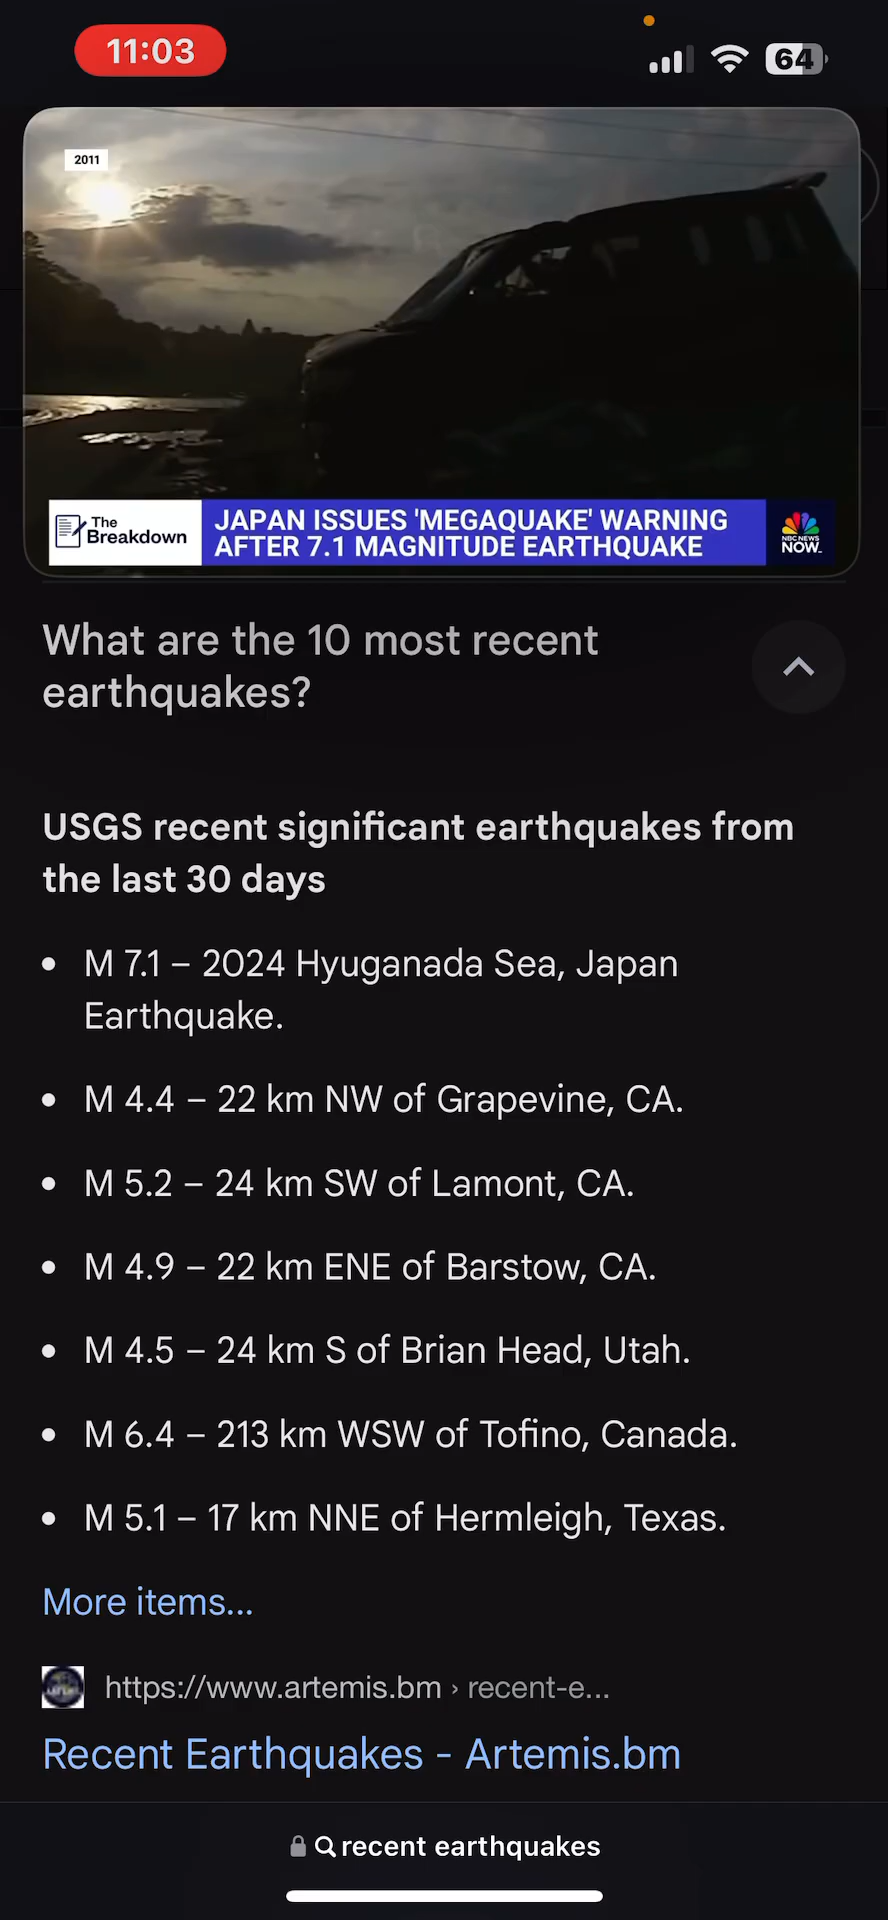 11:03
64
2011
The
Breakdown
JAPAN ISSUES 'MEGAQUAKE' WARNING
AFTER 7.1 MAGNITUDE EARTHQUAKE
NBC NEWS
NOW
What are the 10 most recent
earthquakes?
USGS recent significant earthquakes from
the last 30 days
• M 7.1 – 2024 Hyuganada Sea, Japan
Earthquake.
• M 4.4 – 22 km NW of Grapevine, CA.
• M 5.2 – 24 km SW of Lamont, CA.
• M 4.9 – 22 km ENE of Barstow, CA.
• M 4.5 – 24 km S of Brian Head, Utah.
• M 6.4 – 213 km WSW of Tofino, Canada.
• M 5.1 – 17 km NNE of Hermleigh, Texas.
More items...
https://www.artemis.bm › recent-e...
Recent Earthquakes - Artemis.bm
recent earthquakes